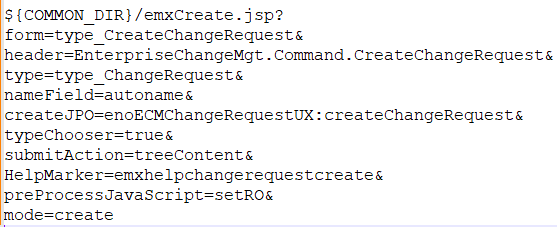 ${COMMON_DIR}/emxCreate.jsp?
form=type_CreateChangeRequest&
header=EnterpriseChangeMgt.Command.CreateChangeRequest&
type=type_ChangeRequest&
nameField=autoname&
createJPO=enoECMChangeRequestUX:createChangeRequest&
typeChooser=true&
submitAction=treeContent&
HelpMarker=emxhelpchangerequestcreate&
preProcessJavaScript=setRO&
mode=create